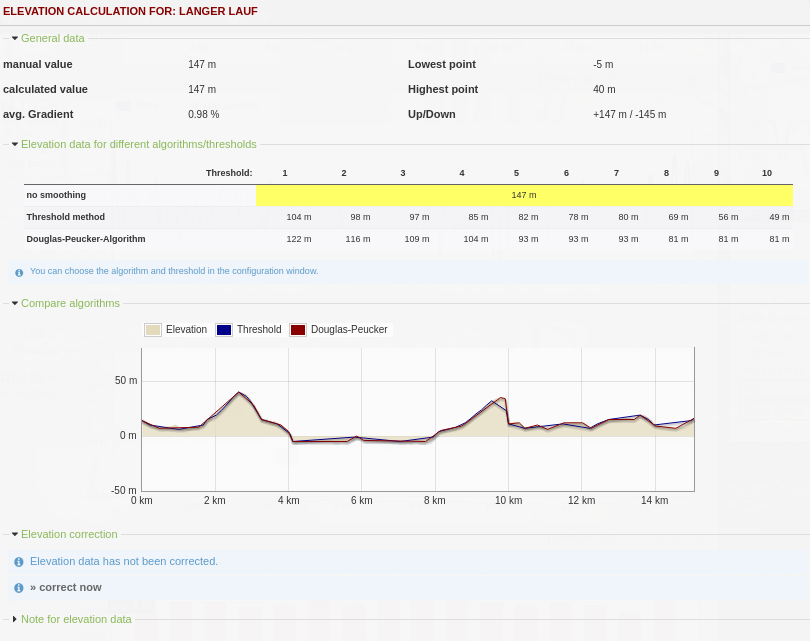 ELEVATION CALCULATION FOR: LANGER LAUF
General data
manual value 147 m Lowest point -5 m
calculated value 147 m Highest point 40 m
avg. Gradient 0.98 % Up/Down +147 m / -145 m
Elevation data for different algorithms/thresholds
Threshold: 1 2 3 4 5 6 7 8 9 10
no smoothing 147 m
Threshold method 104 m 98 m 97 m 85 m 82 m 78 m 80 m 69 m 56 m 49 m
Douglas-Peucker-Algorithm 122 m 116 m 109 m 104 m 93 m 93 m 93 m 81 m 81 m 81 m
You can choose the algorithm and threshold in the configuration window.
Compare algorithms
Elevation Threshold Douglas-Peucker
50 m
0 m
-50 m
0 km 2 km 4 km 6 km 8 km 10 km 12 km 14 km
Elevation correction
Elevation data has not been corrected.
» correct now
Note for elevation data